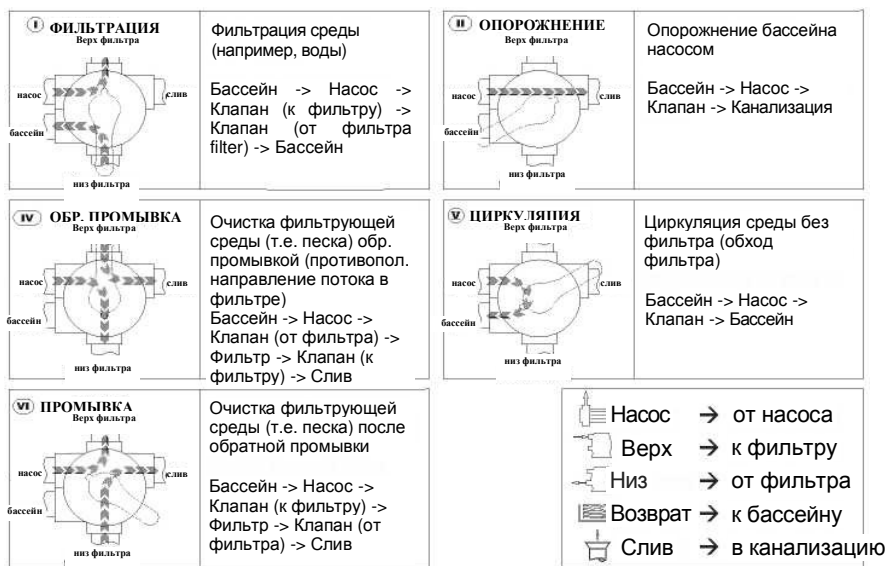 I ФИЛЬТРАЦИЯ
Верх фильтра
насос
слив
бассейн
низ фильтра
Фильтрация среды
(например, воды)
Бассейн -> Насос ->
Клапан (к фильтру) ->
Клапан (от фильтра
filter) -> Бассейн
II ОПОРОЖНЕНИЕ
Верх фильтра
насос
слив
бассейн
низ фильтра
Опорожнение бассейна
насосом
Бассейн -> Насос ->
Клапан -> Канализация
IV ОБР. ПРОМЫВКА
Верх фильтра
насос
слив
бассейн
низ фильтра
Очистка фильтрующей
среды (т.е. песка) обр.
промывкой (противопол.
направление потока в
фильтре)
Бассейн -> Насос ->
Клапан (от фильтра) ->
Фильтр -> Клапан (к
фильтру) -> Слив
V ЦИРКУЛЯЦИЯ
Верх фильтра
насос
слив
бассейн
низ фильтра
Циркуляция среды без
фильтра (обход
фильтра)
Бассейн -> Насос ->
Клапан -> Бассейн
VI ПРОМЫВКА
Верх фильтра
насос
слив
бассейн
низ фильтра
Очистка фильтрующей
среды (т.е. песка) после
обратной промывки
Бассейн -> Насос ->
Клапан (к фильтру) ->
Фильтр -> Клапан (от
фильтра) -> Слив
Насос → от насоса
Верх → к фильтру
Низ → от фильтра
Возврат → к бассейну
Слив → в канализацию